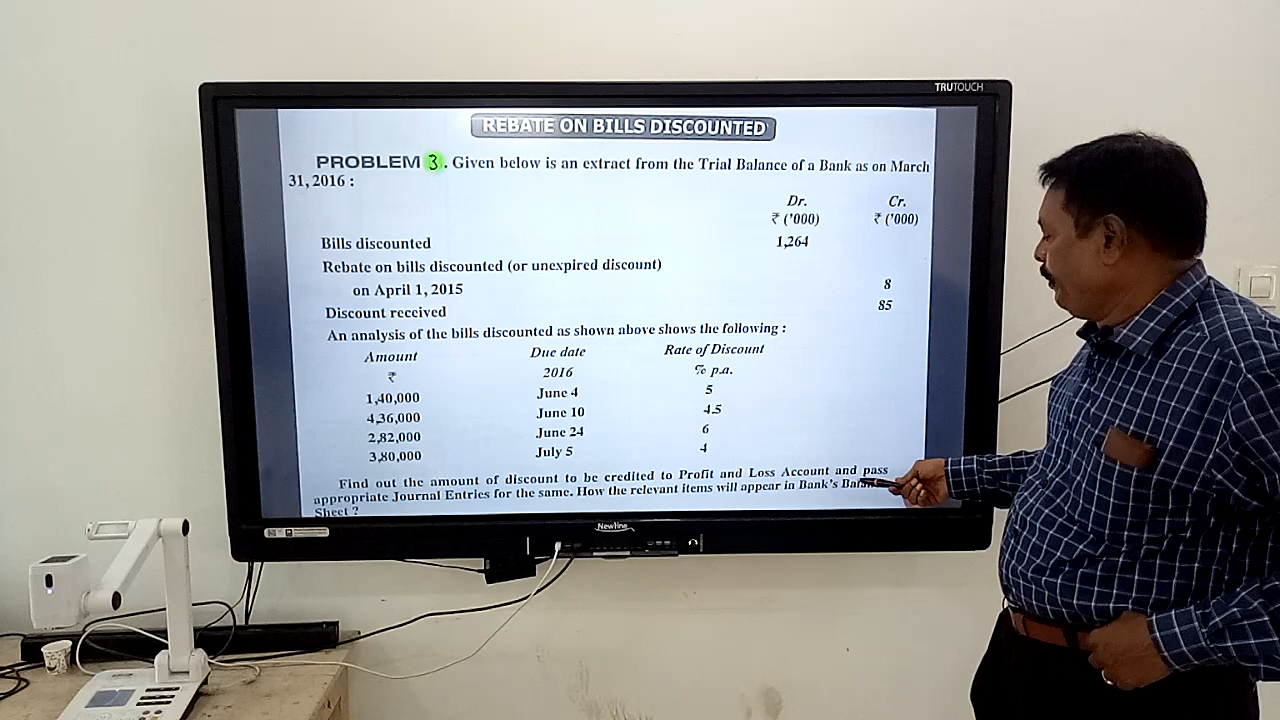 TRUTOUCH
REBATE ON BILLS DISCOUNTED
PROBLEM 3. Given below is an extract from the Trial Balance of a Bank as on March
31, 2016 :
Dr. Cr.
₹ ('000) ₹ ('000)
Bills discounted 1,264
Rebate on bills discounted (or unexpired discount)
on April 1, 2015 8
Discount received 85
An analysis of the bills discounted as shown above shows the following :
Amount Due date Rate of Discount
₹ 2016 % p.a.
1,40,000 June 4 5
4,36,000 June 10 4.5
2,82,000 June 24 6
3,80,000 July 5 4
Find out the amount of discount to be credited to Profit and Loss Account and pass
appropriate Journal Entries for the same. How the relevant items will appear in Bank's
Sheet ?
Newline